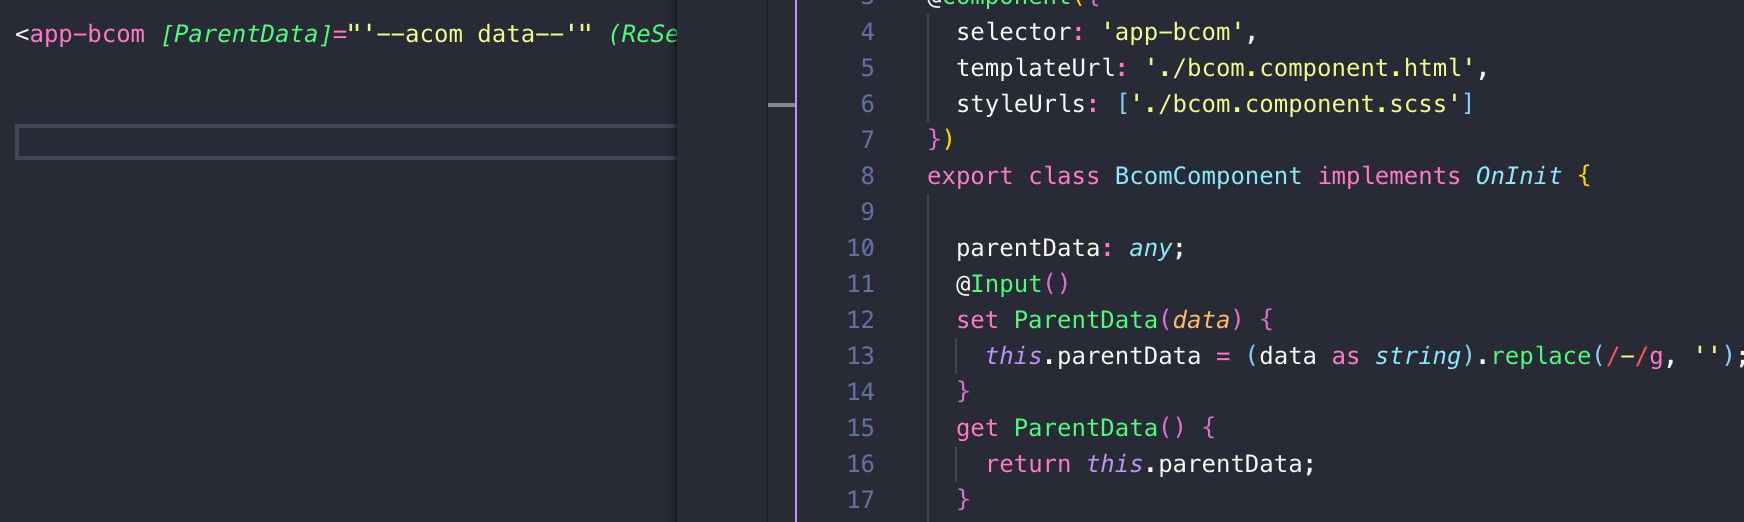 <app-bcom [ParentData]="'--acom data--'" (ReSe
3 @Component({
4 selector: 'app-bcom',
5 templateUrl: './bcom.component.html',
6 styleUrls: ['./bcom.component.scss']
7 })
8 export class BcomComponent implements OnInit {
9
10 parentData: any;
11 @Input()
12 set ParentData(data) {
13 this.parentData = (data as string).replace(/-/g, '');
14 }
15 get ParentData() {
16 return this.parentData;
17 }